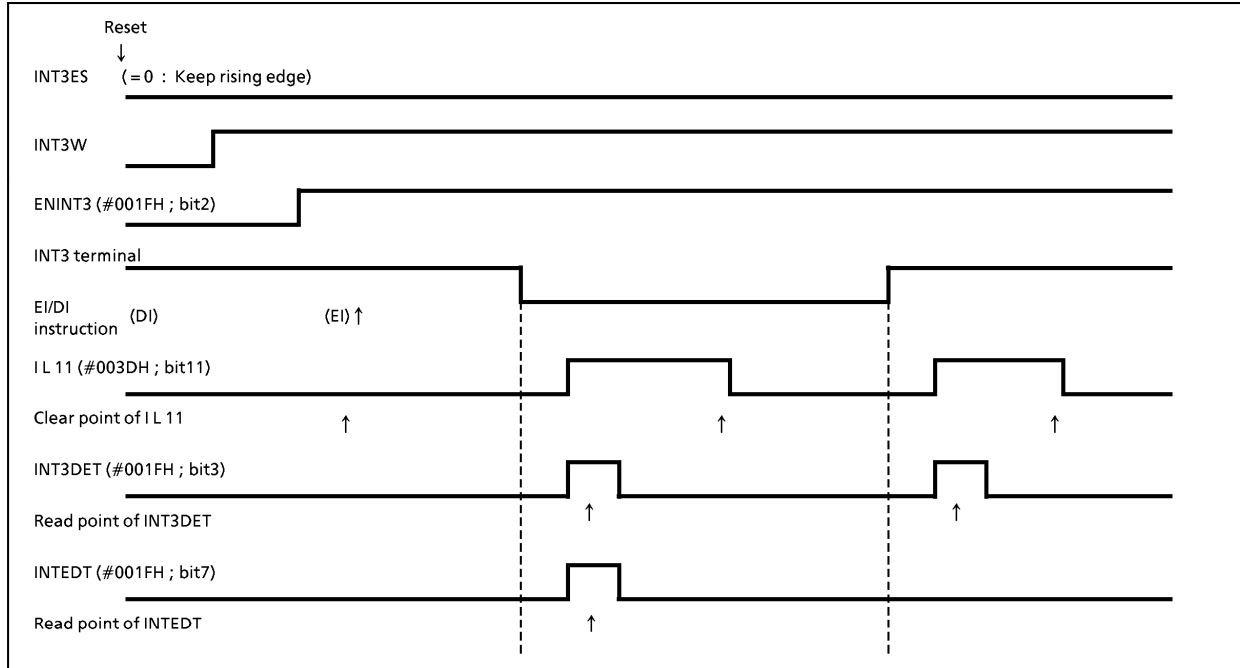 Reset
↓
INT3ES (=0 : Keep rising edge)
INT3W
ENINT3 (#001FH ; bit2)
INT3 terminal
EI/DI
instruction (DI) (EI) ↑
I L 11 (#003DH ; bit11)
Clear point of I L 11 ↑ ↑ ↑
INT3DET (#001FH ; bit3)
Read point of INT3DET ↑ ↑
INTEDT (#001FH ; bit7)
Read point of INTEDT ↑